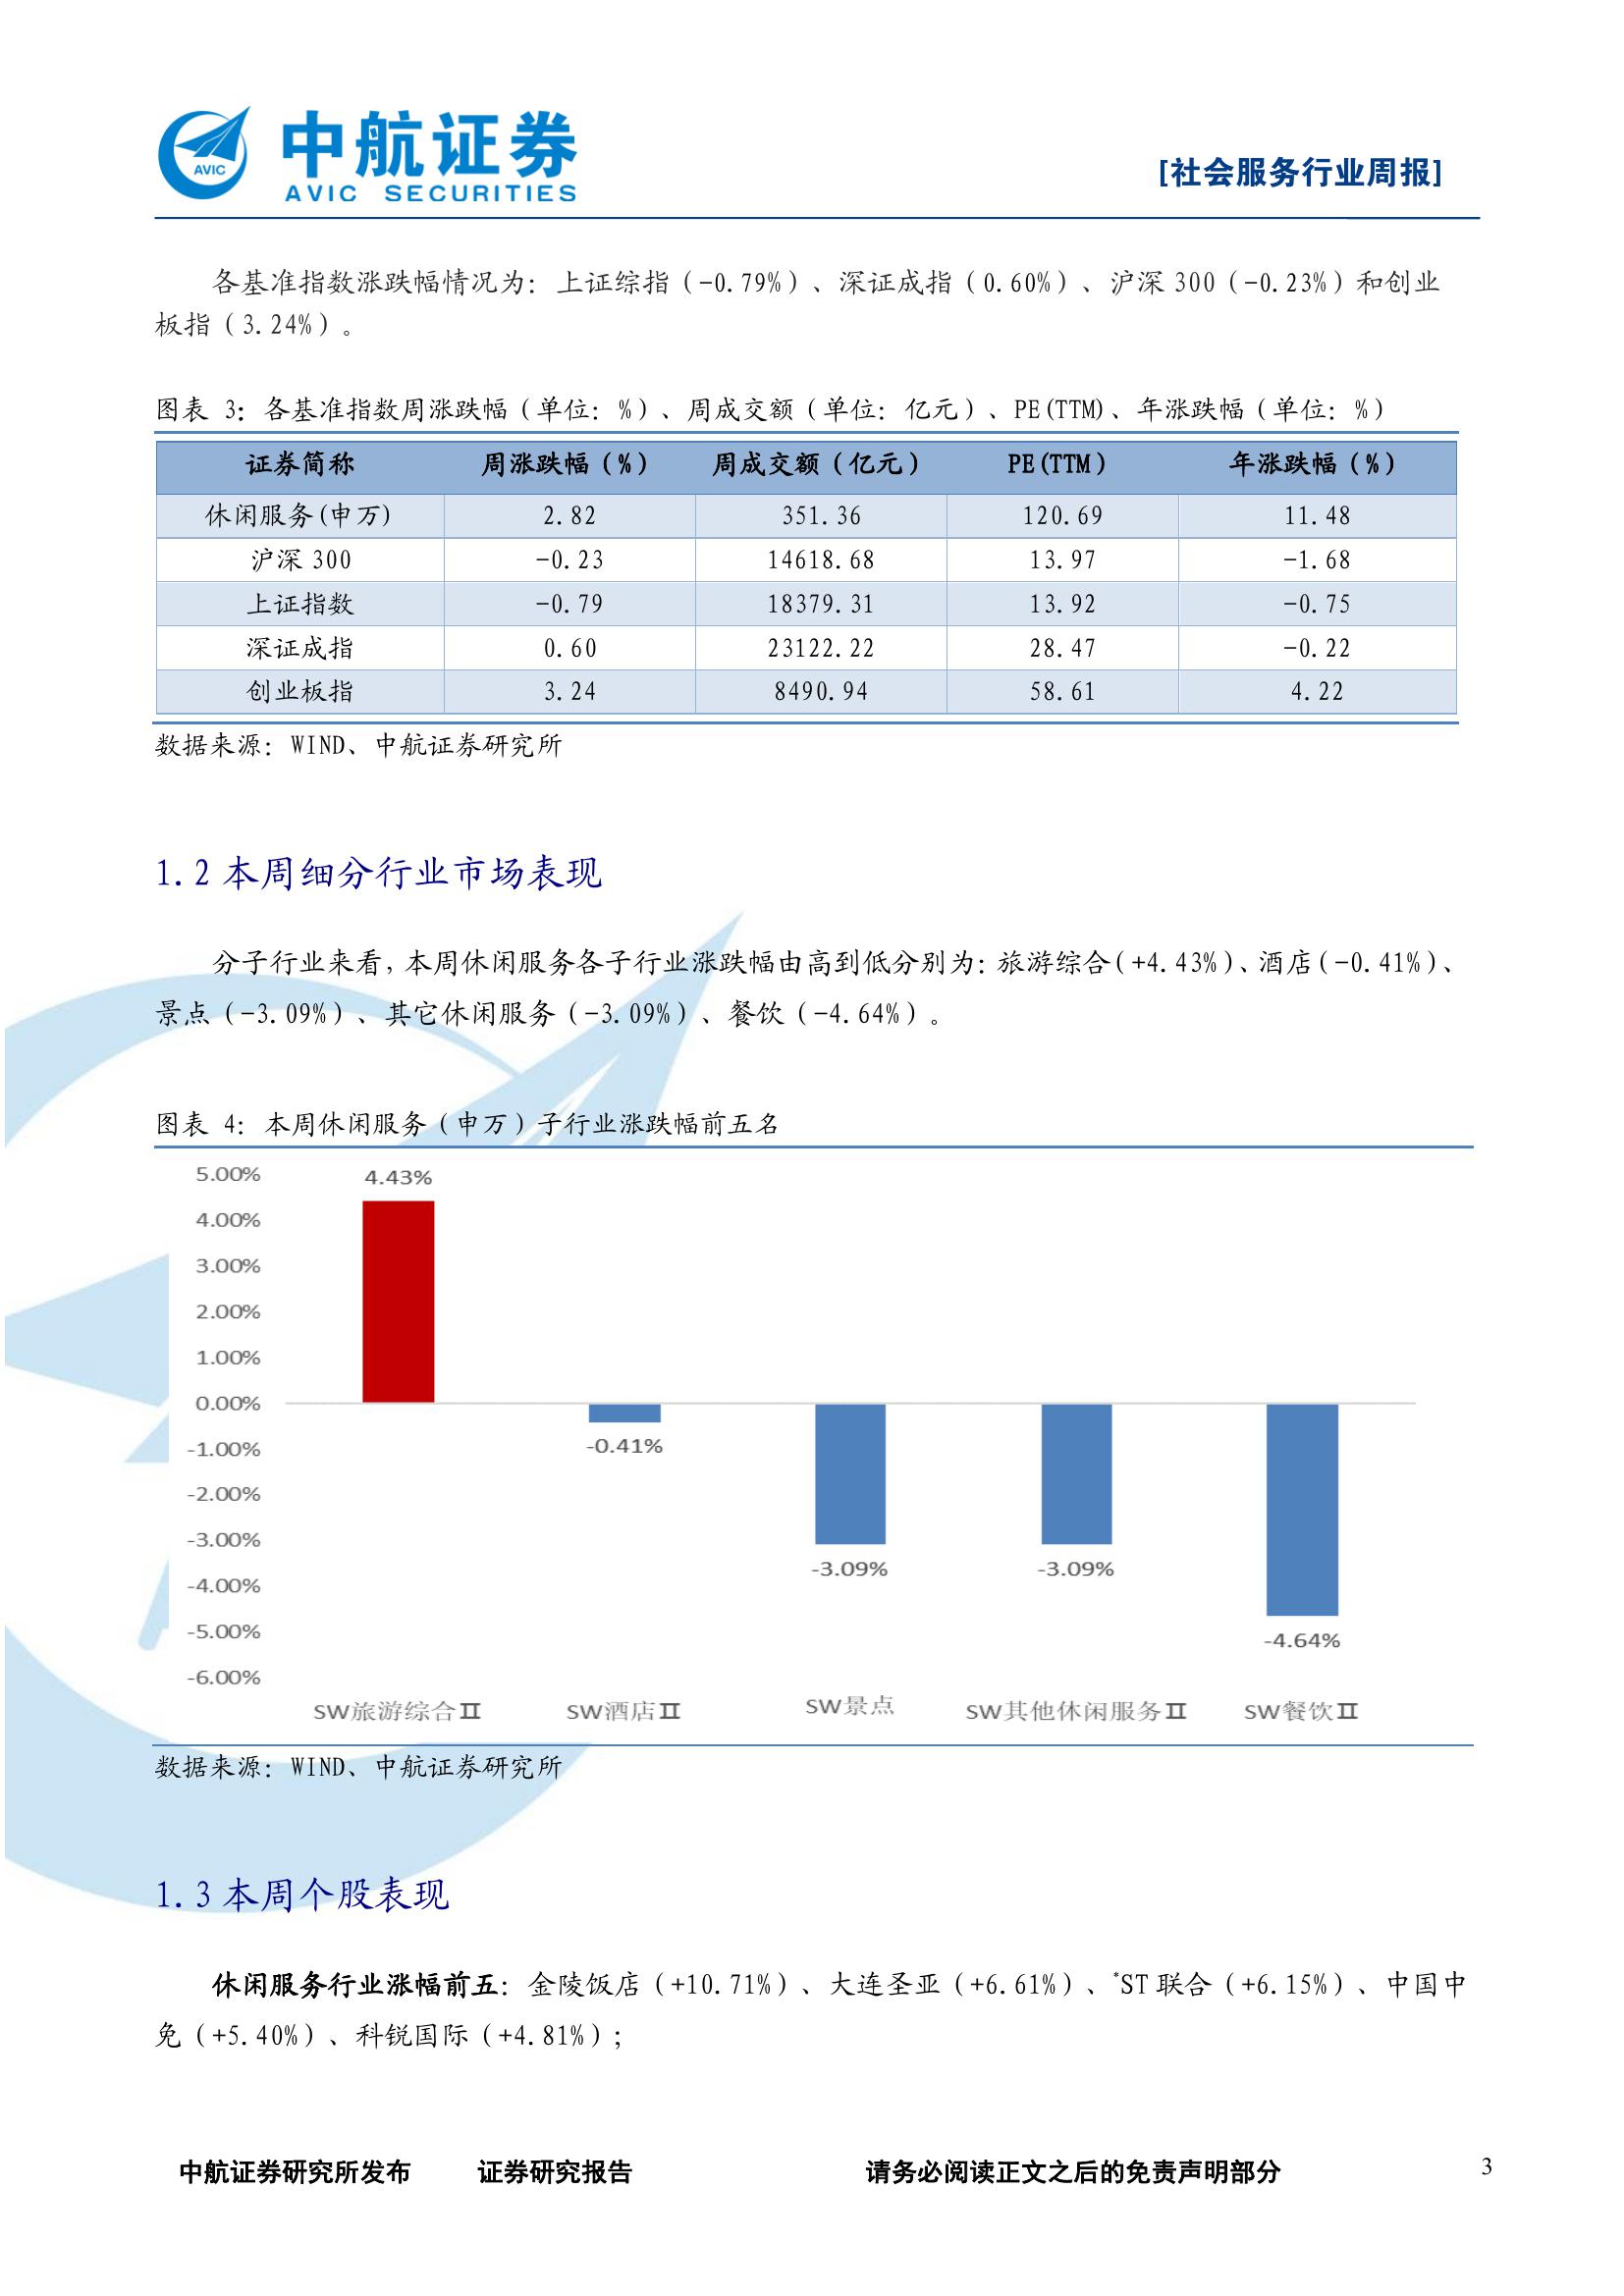 AVIC
中航证券
AVIC SECURITIES
[社会服务行业周报]
各基准指数涨跌幅情况为：上证综指（-0.79%）、深证成指（0.60%）、沪深 300（-0.23%）和创业
板指（3.24%）。
图表 3：各基准指数周涨跌幅（单位：%）、周成交额（单位：亿元）、PE(TTM)、年涨跌幅（单位：%）
证券简称 周涨跌幅（%） 周成交额（亿元） PE(TTM) 年涨跌幅（%）
休闲服务(申万) 2.82 351.36 120.69 11.48
沪深 300 -0.23 14618.68 13.97 -1.68
上证指数 -0.79 18379.31 13.92 -0.75
深证成指 0.60 23122.22 28.47 -0.22
创业板指 3.24 8490.94 58.61 4.22
数据来源：WIND、中航证券研究所
1.2 本周细分行业市场表现
分子行业来看，本周休闲服务各子行业涨跌幅由高到低分别为：旅游综合(+4.43%)、酒店(-0.41%)、
景点（-3.09%）、其它休闲服务（-3.09%）、餐饮（-4.64%）。
图表 4：本周休闲服务（申万）子行业涨跌幅前五名
5.00%
4.00%
3.00%
2.00%
1.00%
0.00%
-1.00%
-2.00%
-3.00%
-4.00%
-5.00%
-6.00%
4.43%
-0.41%
-3.09%
-3.09%
-4.64%
SW旅游综合Ⅱ SW酒店Ⅱ SW景点 SW其他休闲服务Ⅱ SW餐饮Ⅱ
数据来源：WIND、中航证券研究所
1.3 本周个股表现
休闲服务行业涨幅前五：金陵饭店（+10.71%）、大连圣亚（+6.61%）、*ST 联合（+6.15%）、中国中
免（+5.40%）、科锐国际（+4.81%）；
中航证券研究所发布 证券研究报告 请务必阅读正文之后的免责声明部分 3